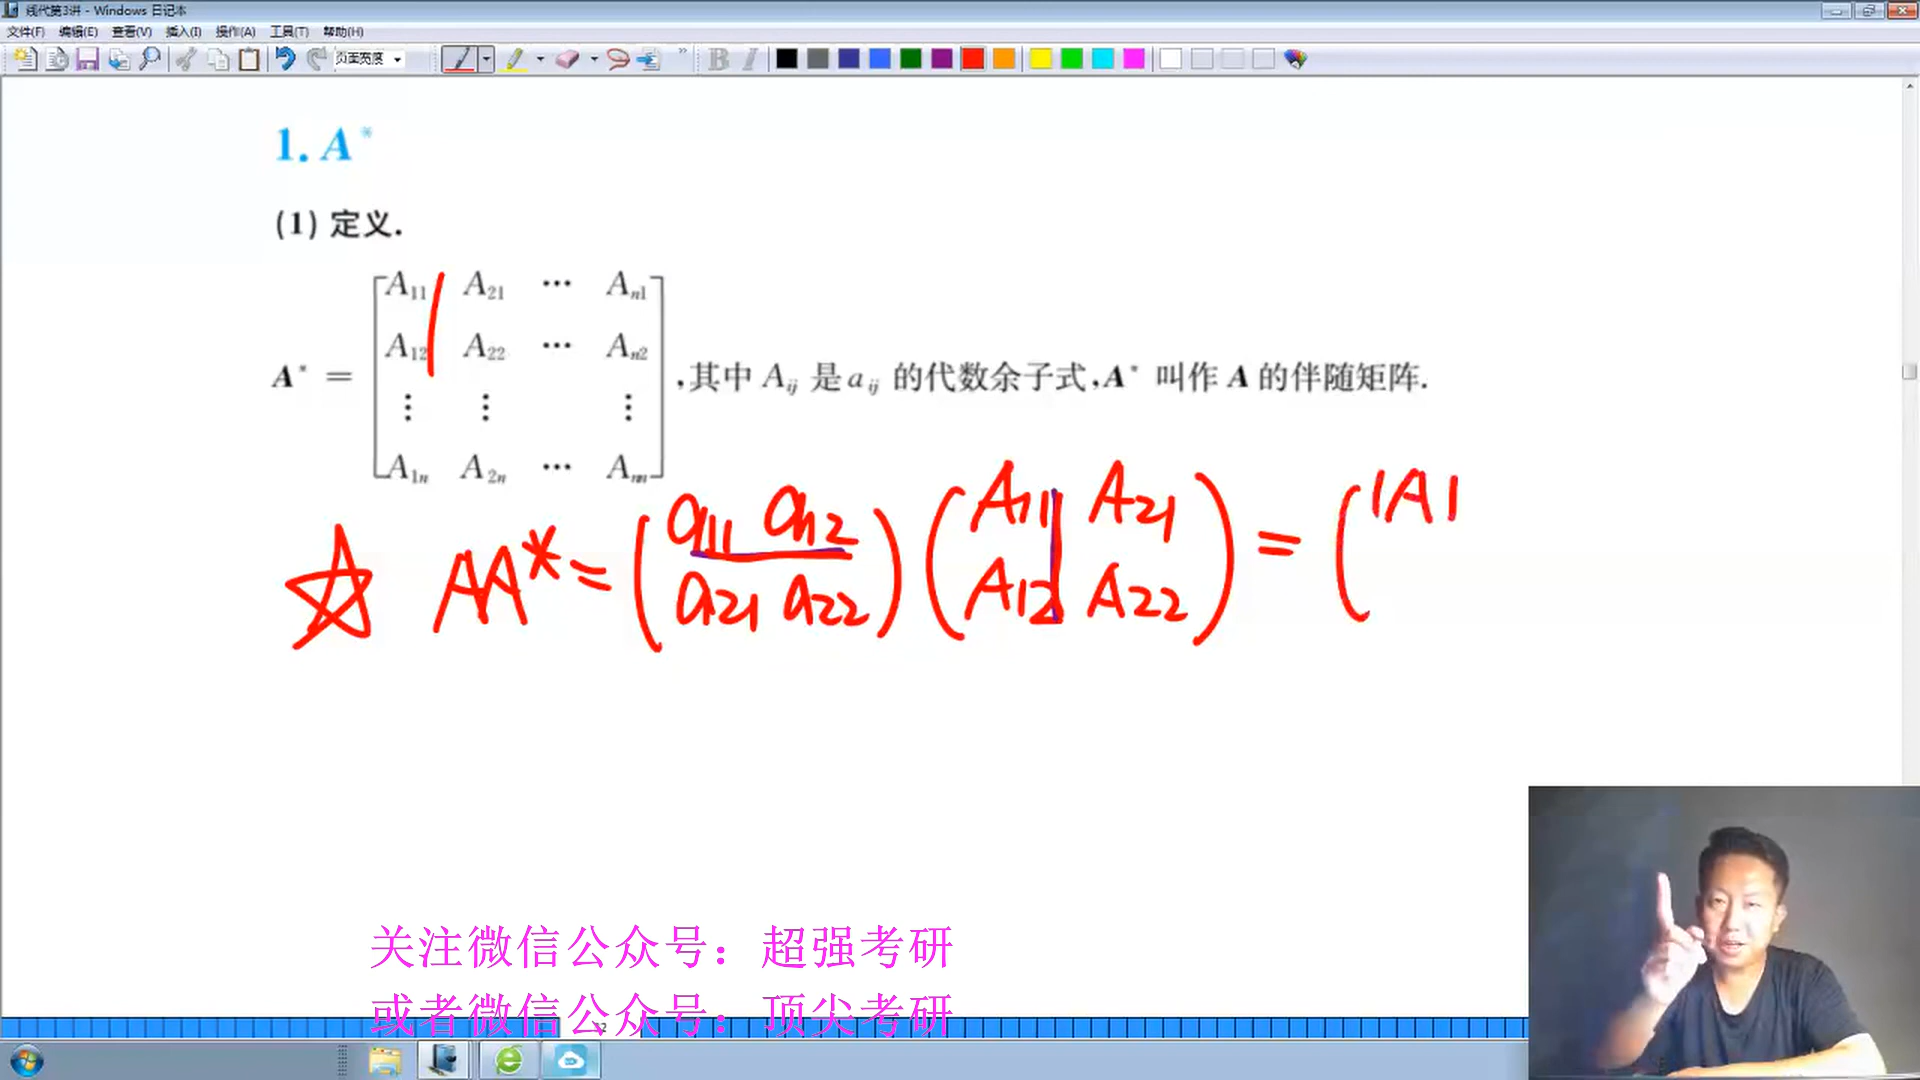 线代第3讲 - Windows 日记本
文件(F) 编辑(E) 查看(V) 插入(I) 操作(A) 工具(T) 帮助(H)
页面宽度 B I
1. A*
(1) 定义.
A* = [A11 A21 … An1
A12 A22 … An2
⋮ ⋮ ⋮
A1n A2n … Ann] ,其中 Aij 是 aij 的代数余子式,A* 叫作 A 的伴随矩阵.
☆ AA* = (a11 a12 (A11 A21 = (|A|
a21 a22) A12 A22)
关注微信公众号：超强考研
或者微信公众号：顶尖考研